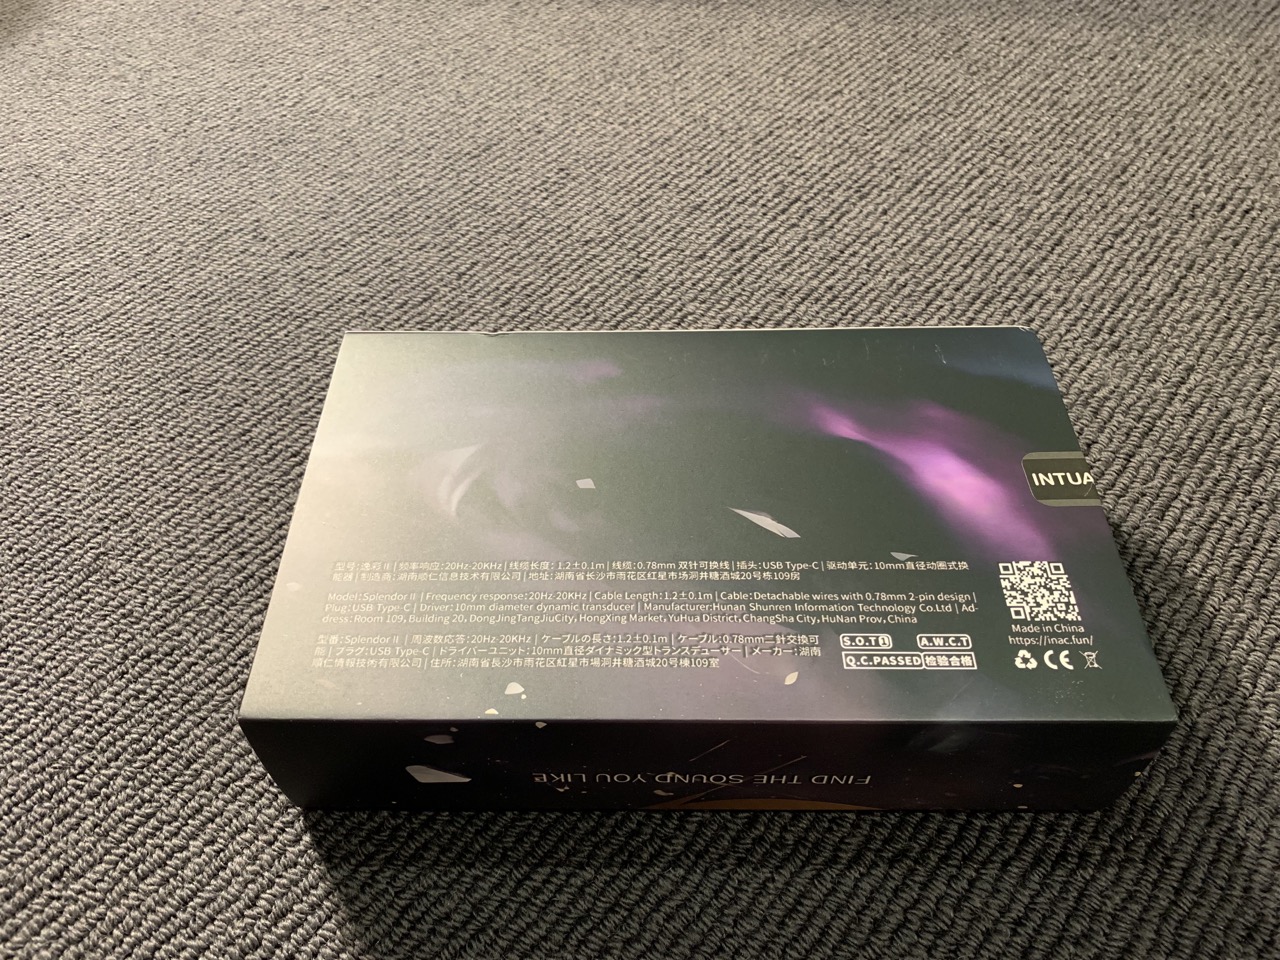 INTUA
型号:逸彩 II | 频率响应:20Hz-20KHz | 线缆长度: 1.2±0.1m | 线缆:0.78mm 双针可换线 | 插头:USB Type-C | 驱动单元:10mm直径动圈式换
能器 | 制造商:湖南顺仁信息技术有限公司 | 地址:湖南省长沙市雨花区红星市场洞井糖酒城20号栋109房
Model:Splendor II | Frequency response:20Hz-20KHz | Cable Length:1.2±0.1m | Cable:Detachable wires with 0.78mm 2-pin design |
Plug:USB Type-C | Driver:10mm diameter dynamic transducer | Manufacturer:Hunan Shunren Information Technology Co.Ltd | Ad-
dress:Room 109, Building 20, DongJingTangJiuCity, HongXing Market, YuHua District, ChangSha City, HuNan Prov, China
型番:Splendor II | 周波数応答:20Hz-20KHz | ケーブルの長さ:1.2±0.1m | ケーブル:0.78mm二針交換可
能 | プラグ:USB Type-C | ドライバーユニット:10mm直径ダイナミック型トランスデューサー | メーカー:湖南
順仁情報技術有限公司 | 住所:湖南省長沙市雨花区紅星市場洞井糖酒城20号棟109室
S.O.T
A.W.C.T
Q.C.PASSED 检验合格
Made in China
https://inac.fun/
CE
FIND THE SOUND YOU LIKE